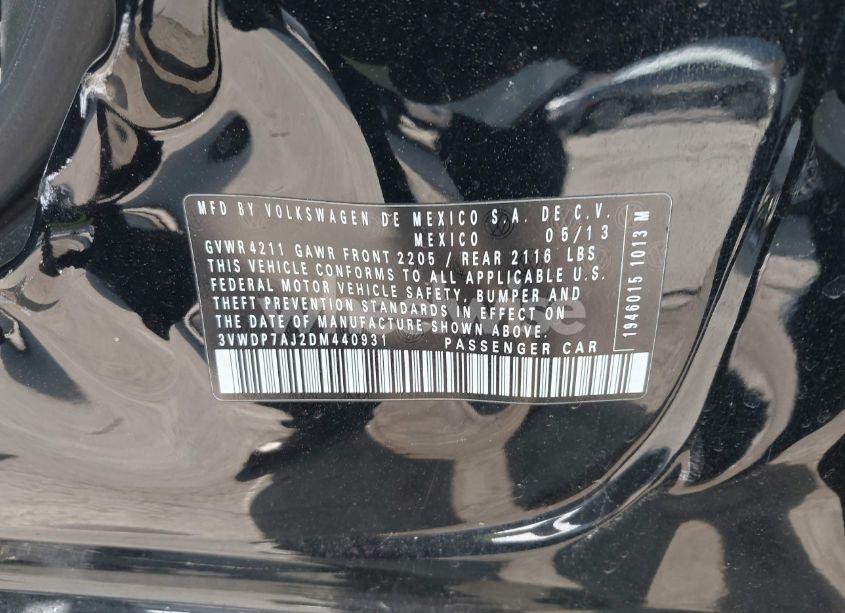 MFD BY VOLKSWAGEN DE MEXICO S.A. DE C.V.
MEXICO 05/13
GVWR 4211 GAWR FRONT 2205 / REAR 2116 LBS
THIS VEHICLE CONFORMS TO ALL APPLICABLE U.S.
FEDERAL MOTOR VEHICLE SAFETY, BUMPER AND
THEFT PREVENTION STANDARDS IN EFFECT ON
THE DATE OF MANUFACTURE SHOWN ABOVE.
3VWDP7AJ2DM440931 PASSENGER CAR
1946015 1013 M